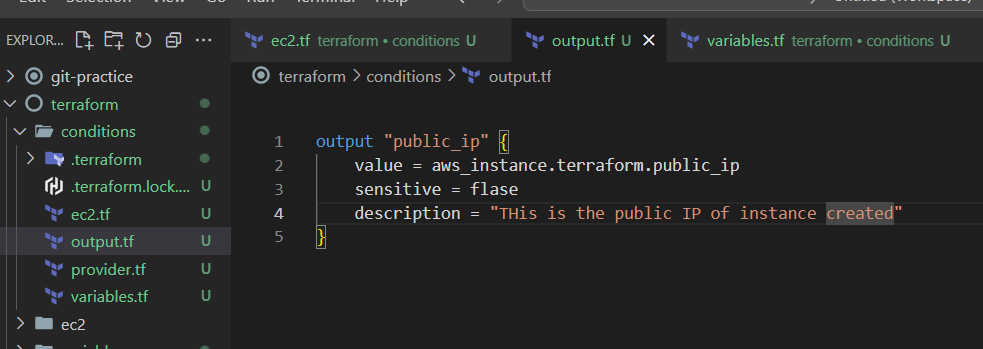 Edit Selection View Go Run Terminal Help
Untitled (Workspace)
EXPLOR... ...
ec2.tf terraform • conditions U
output.tf U
variables.tf terraform • conditions U
git-practice
terraform
conditions
.terraform
.terraform.lock.... U
ec2.tf U
output.tf U
provider.tf U
variables.tf U
ec2
terraform > conditions > output.tf
1 output "public_ip" {
2 value = aws_instance.terraform.public_ip
3 sensitive = flase
4 description = "THis is the public IP of instance created"
5 }